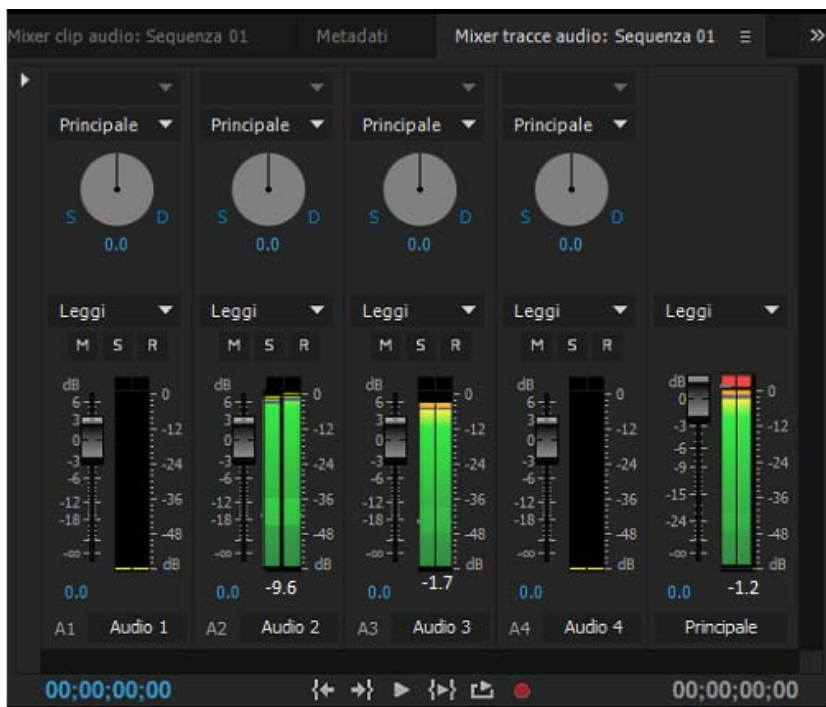 Mixer clip audio: Sequenza 01 Metadati Mixer tracce audio: Sequenza 01
Principale Principale Principale Principale
S D S D S D S D
0.0 0.0 0.0 0.0
Leggi Leggi Leggi Leggi Leggi
M S R M S R M S R M S R
dB dB dB dB dB
6 3 0 -3 -6 -12 -18 -∞
0 -12 -24 -36 -48 dB
6 3 0 -3 -6 -12 -18 -∞
0 -12 -24 -36 -48 dB
6 3 0 -3 -6 -12 -18 -∞
0 -12 -24 -36 -48 dB
6 3 0 -3 -6 -12 -18 -∞
0 -12 -24 -36 -48 dB
0 -3 -6 -9 -15 -24 -∞
0 -12 -24 -36 -48 dB
0.0 0.0 -9.6 0.0 -1.7 0.0 0.0 -1.2
A1 Audio 1 A2 Audio 2 A3 Audio 3 A4 Audio 4 Principale
00;00;00;00 00;00;00;00